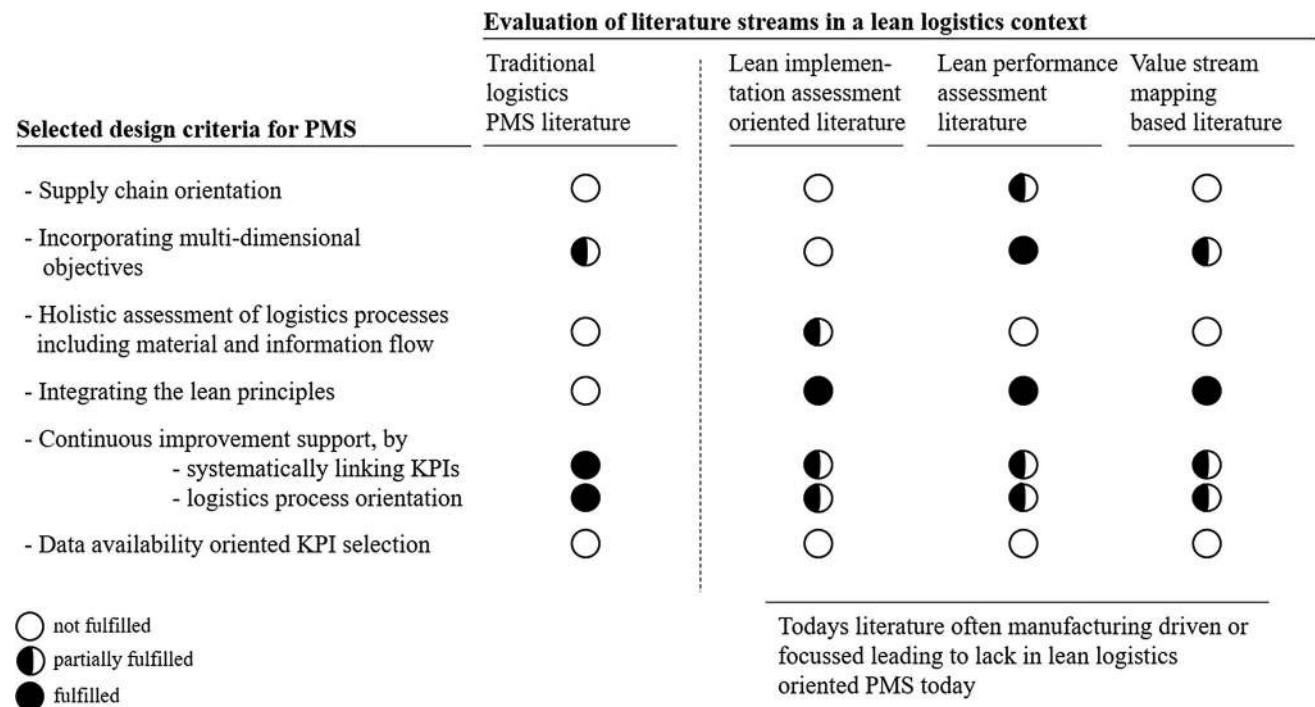 Evaluation of literature streams in a lean logistics context
Traditional
logistics
PMS literature
Lean implemen-
tation assessment
oriented literature
Lean performance
assessment
literature
Value stream
mapping
based literature
Selected design criteria for PMS
- Supply chain orientation
- Incorporating multi-dimensional
objectives
- Holistic assessment of logistics processes
including material and information flow
- Integrating the lean principles
- Continuous improvement support, by
- systematically linking KPIs
- logistics process orientation
- Data availability oriented KPI selection
not fulfilled
partially fulfilled
fulfilled
Todays literature often manufacturing driven or
focussed leading to lack in lean logistics
oriented PMS today